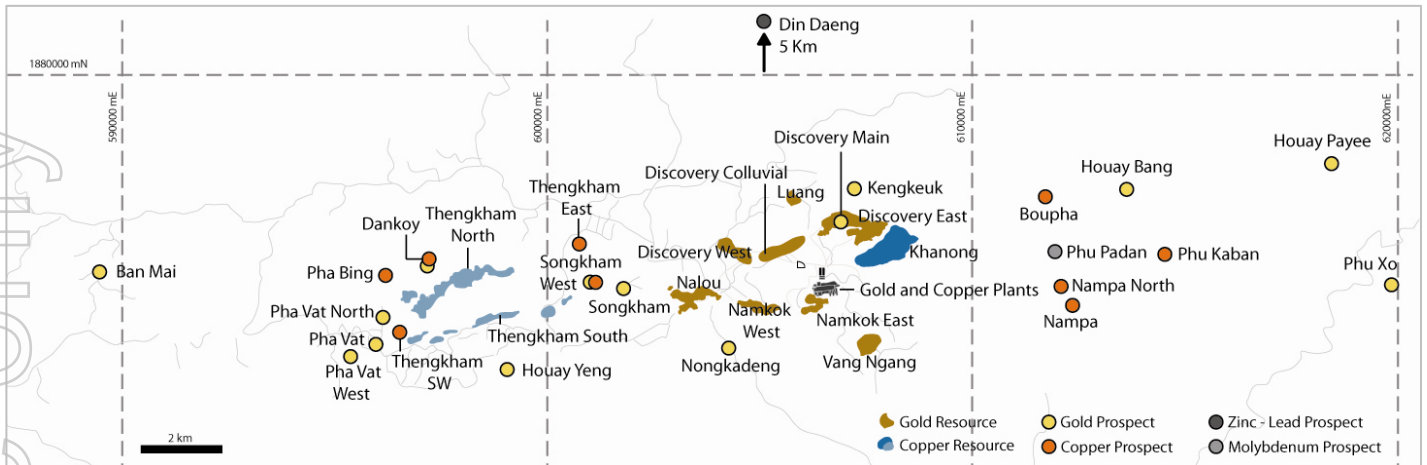 Din Daeng
5 Km
1880000 mN
590000 mE
600000 mE
610000 mE
620000mE
Discovery Main
Houay Payee
Houay Bang
Discovery Colluvial
Luang
Kengkeuk
Thengkham
East
Boupha
Dankoy
Thengkham
North
Discovery East
Discovery West
Khanong
Phu Padan
Phu Kaban
Ban Mai
Pha Bing
Songkham
West
Phu Xo
Songkham
Nalou
Gold and Copper Plants
Nampa North
Nampa
Pha Vat North
Namkok
West
Namkok East
Thengkham South
Pha Vat
Thengkham
SW
Pha Vat
West
Houay Yeng
Nongkadeng
Vang Ngang
2 km
Gold Resource
Copper Resource
Gold Prospect
Copper Prospect
Zinc - Lead Prospect
Molybdenum Prospect